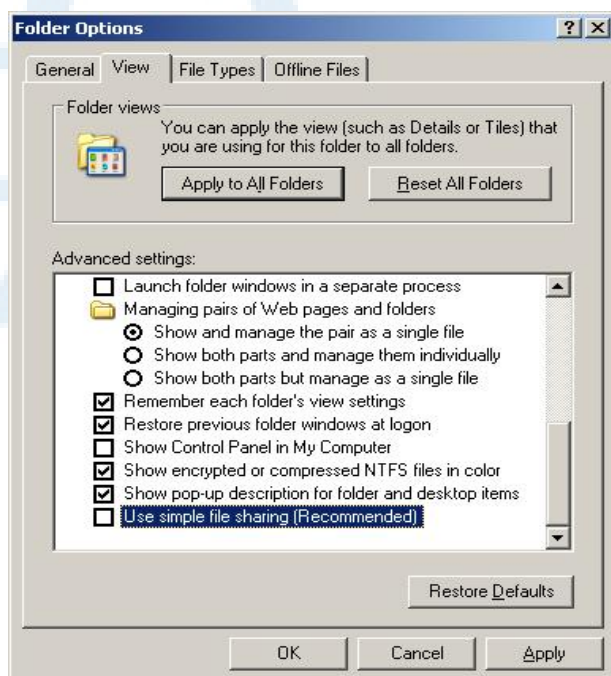 Folder Options
General
View
File Types
Offline Files
Folder views
You can apply the view (such as Details or Tiles) that
you are using for this folder to all folders.
Apply to All Folders
Reset All Folders
Advanced settings:
Launch folder windows in a separate process
Managing pairs of Web pages and folders
Show and manage the pair as a single file
Show both parts and manage them individually
Show both parts but manage as a single file
Remember each folder's view settings
Restore previous folder windows at logon
Show Control Panel in My Computer
Show encrypted or compressed NTFS files in color
Show pop-up description for folder and desktop items
Use simple file sharing (Recommended)
Restore Defaults
OK
Cancel
Apply